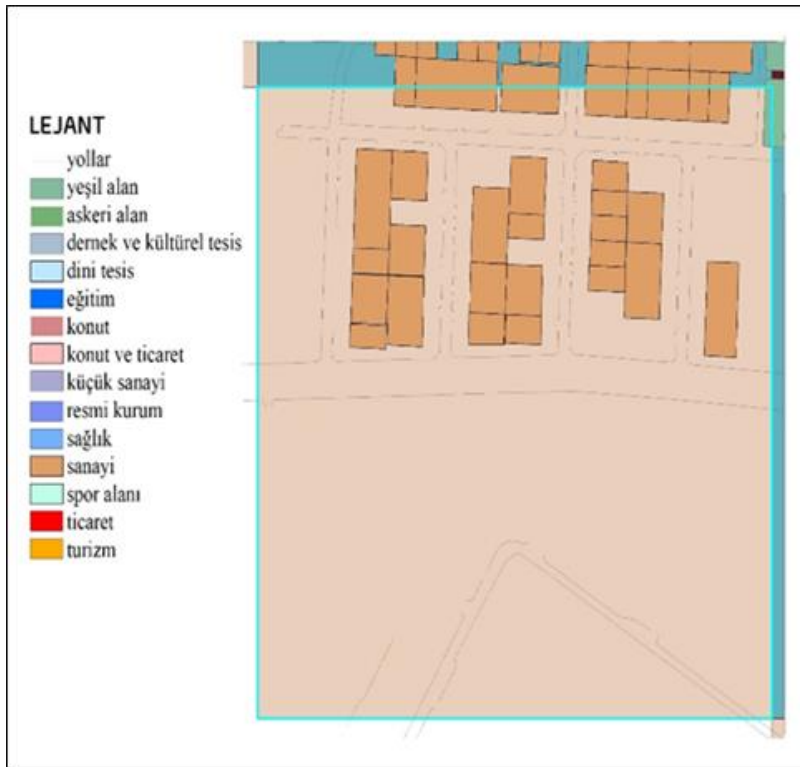 LEJANT
yollar
yeşil alan
askeri alan
dernek ve kültürel tesis
dini tesis
eğitim
konut
konut ve ticaret
küçük sanayi
resmi kurum
sağlık
sanayi
spor alanı
ticaret
turizm